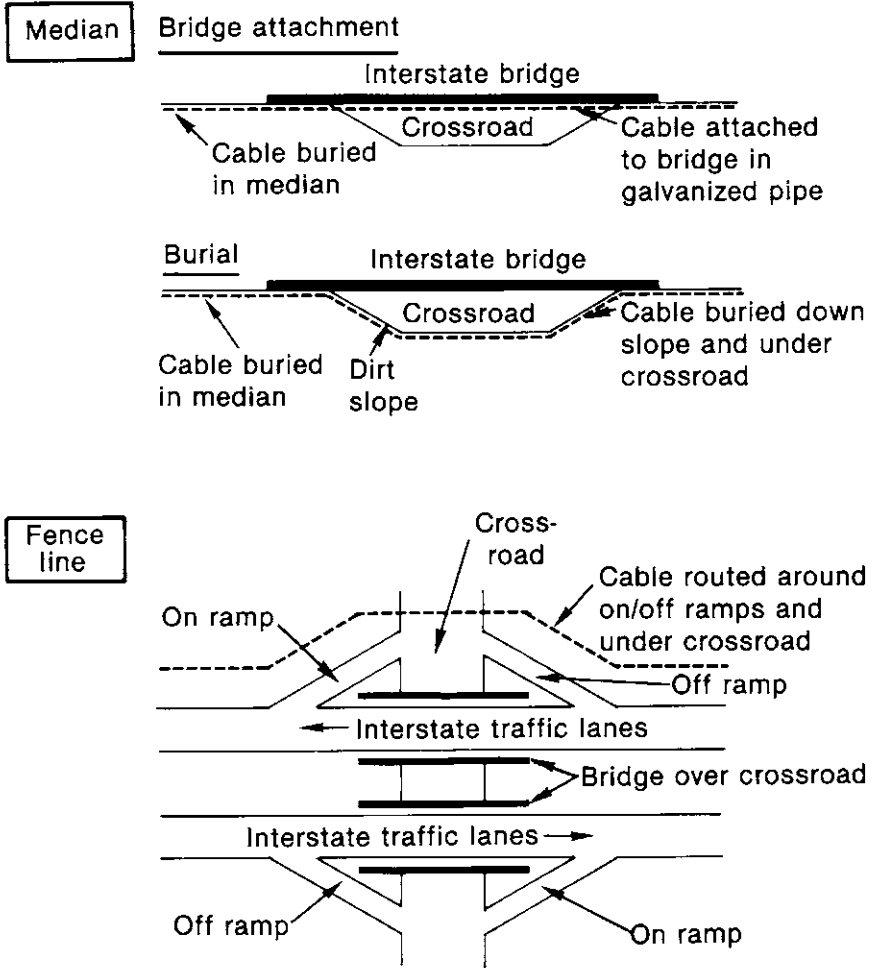 Median
Bridge attachment
Interstate bridge
Crossroad
Cable buried
in median
Cable attached
to bridge in
galvanized pipe
Burial
Interstate bridge
Crossroad
Cable buried
in median
Dirt
slope
Cable buried down
slope and under
crossroad
Fence
line
Cross-
road
Cable routed around
on/off ramps and
under crossroad
On ramp
Off ramp
Interstate traffic lanes
Bridge over crossroad
Interstate traffic lanes
Off ramp
On ramp